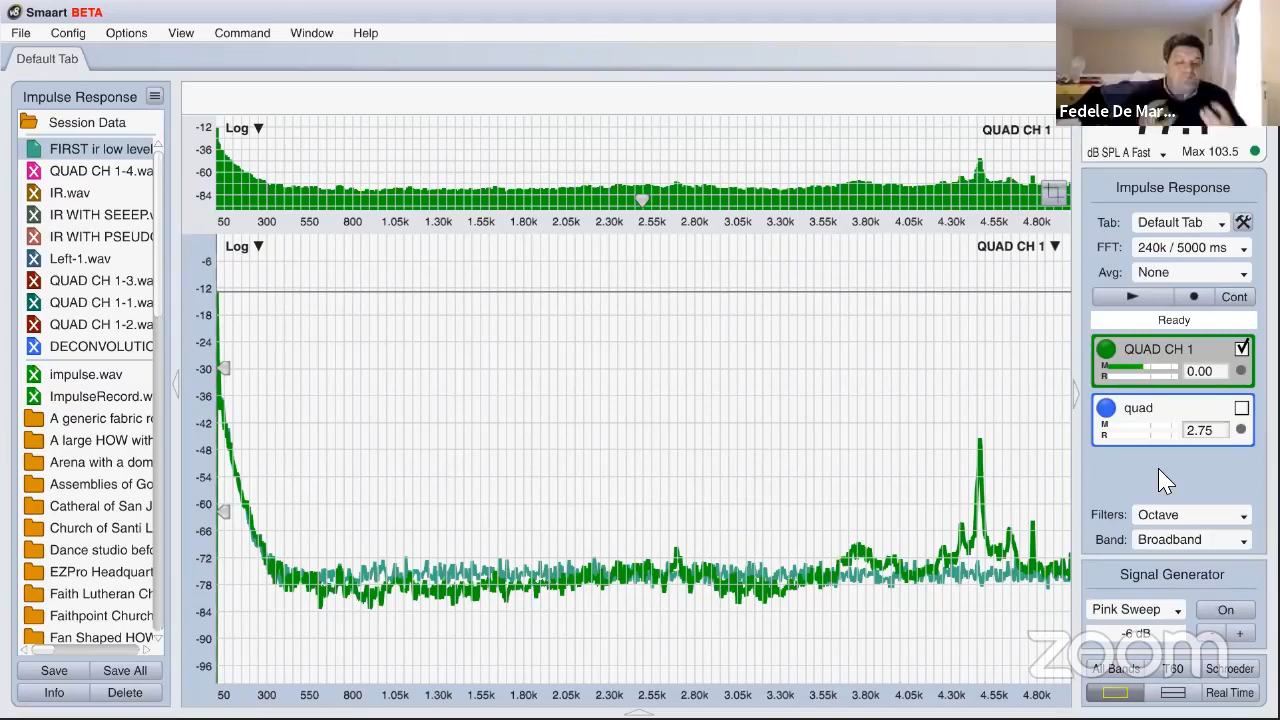 Smaart BETA
File Config Options View Command Window Help
Default Tab
Fedele De Mar...
Impulse Response
Session Data
FIRST ir low level
QUAD CH 1-4.wa
IR.wav
IR WITH SEEEP.
IR WITH PSEUD
Left-1.wav
QUAD CH 1-3.wa
QUAD CH 1-1.wa
QUAD CH 1-2.wa
DECONVOLUTIO
impulse.wav
ImpulseRecord.w
A generic fabric r
A large HOW with
Arena with a dom
Assemblies of Go
Catheral of San J
Church of Santi L
Dance studio befo
EZPro Headquart
Faith Lutheran Ch
Faithpoint Church
Fan Shaped HOW
Save Save All
Info Delete
-12 Log QUAD CH 1
-36
-60
-84
50 300 550 800 1.05k 1.30k 1.55k 1.80k 2.05k 2.30k 2.55k 2.80k 3.05k 3.30k 3.55k 3.80k 4.05k 4.30k 4.55k 4.80k
Log QUAD CH 1
-6
-12
-18
-24
-30
-36
-42
-48
-54
-60
-66
-72
-78
-84
-90
-96
50 300 550 800 1.05k 1.30k 1.55k 1.80k 2.05k 2.30k 2.55k 2.80k 3.05k 3.30k 3.55k 3.80k 4.05k 4.30k 4.55k 4.80k
dB SPL A Fast Max 103.5
Impulse Response
Tab: Default Tab
FFT: 240k / 5000 ms
Avg: None
Cont
Ready
QUAD CH 1
M
R 0.00
quad
M
R 2.75
Filters: Octave
Band: Broadband
Signal Generator
Pink Sweep On
-6 dB +
zoom
All Bands T60 Schroeder
Real Time